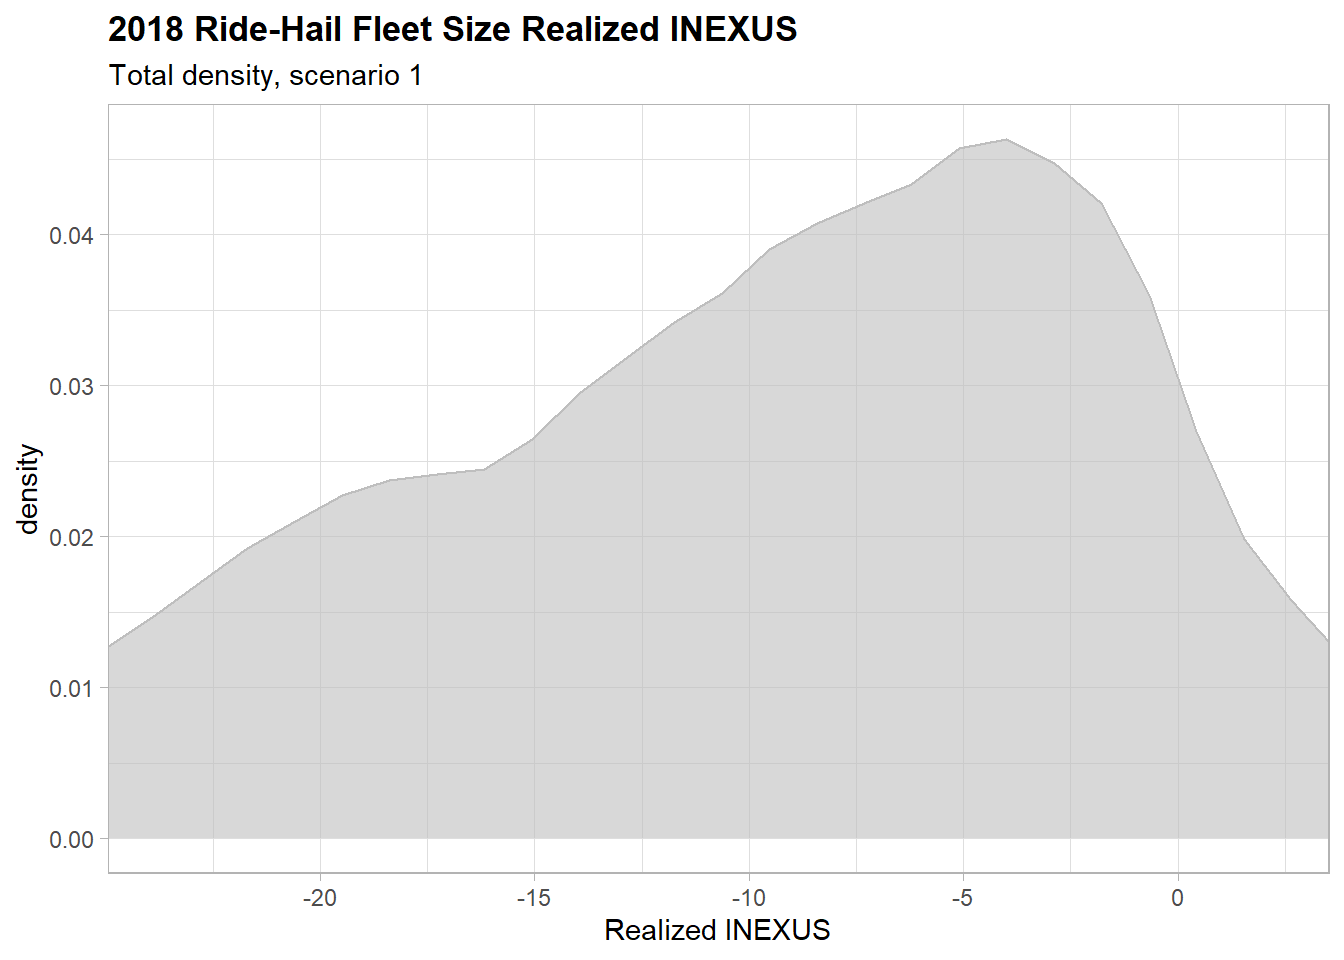 2018 Ride-Hail Fleet Size Realized INEXUS
Total density, scenario 1
density
0.04
0.03
0.02
0.01
0.00
-20
-15
-10
-5
0
Realized INEXUS